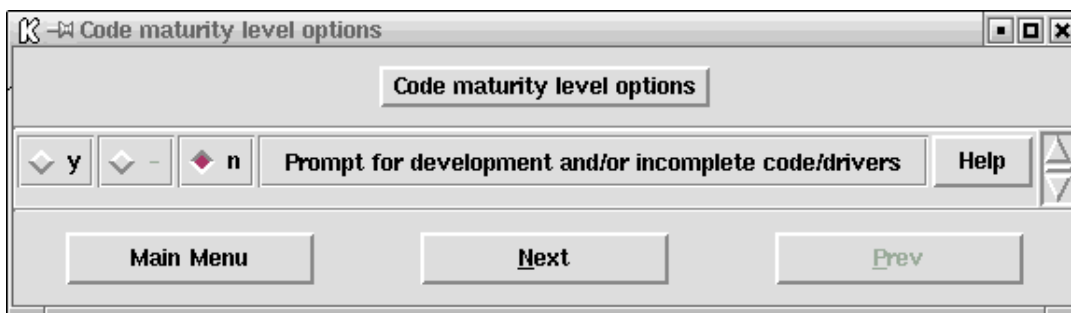 Code maturity level options
Code maturity level options
y - n Prompt for development and/or incomplete code/drivers Help
Main Menu Next Prev